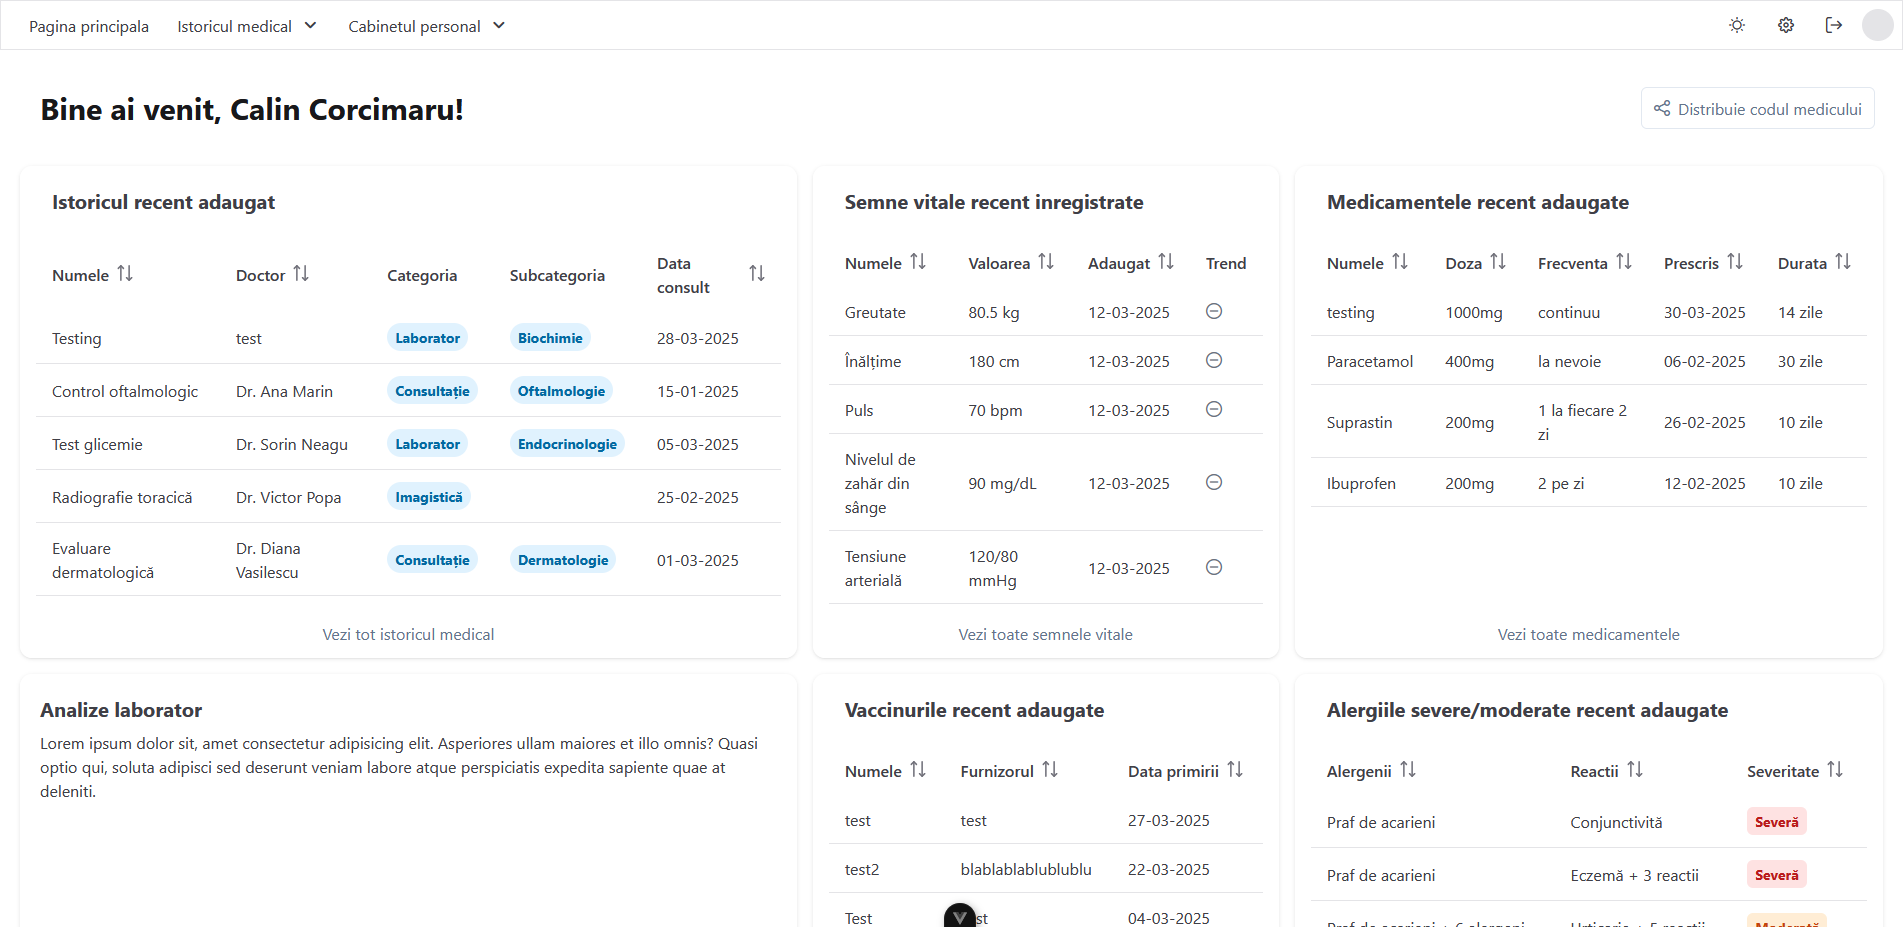 Pagina principala Istoricul medical Cabinetul personal
Bine ai venit, Calin Corcimaru!
Distribuie codul medicului
Istoricul recent adaugat
Numele Doctor Categoria Subcategoria Data consult
Testing test Laborator Biochimie 28-03-2025
Control oftalmologic Dr. Ana Marin Consultație Oftalmologie 15-01-2025
Test glicemie Dr. Sorin Neagu Laborator Endocrinologie 05-03-2025
Radiografie toracică Dr. Victor Popa Imagistică 25-02-2025
Evaluare dermatologică Dr. Diana Vasilescu Consultație Dermatologie 01-03-2025
Vezi tot istoricul medical
Semne vitale recent inregistrate
Numele Valoarea Adaugat Trend
Greutate 80.5 kg 12-03-2025
Înălțime 180 cm 12-03-2025
Puls 70 bpm 12-03-2025
Nivelul de zahăr din sânge 90 mg/dL 12-03-2025
Tensiune arterială 120/80 mmHg 12-03-2025
Vezi toate semnele vitale
Medicamentele recent adaugate
Numele Doza Frecventa Prescris Durata
testing 1000mg continuu 30-03-2025 14 zile
Paracetamol 400mg la nevoie 06-02-2025 30 zile
Suprastin 200mg 1 la fiecare 2 zi 26-02-2025 10 zile
Ibuprofen 200mg 2 pe zi 12-02-2025 10 zile
Vezi toate medicamentele
Analize laborator
Lorem ipsum dolor sit, amet consectetur adipisicing elit. Asperiores ullam maiores et illo omnis? Quasi
optio qui, soluta adipisci sed deserunt veniam labore atque perspiciatis expedita sapiente quae at
deleniti.
Vaccinurile recent adaugate
Numele Furnizorul Data primirii
test test 27-03-2025
test2 blablablablublublu 22-03-2025
Test 04-03-2025
Alergiile severe/moderate recent adaugate
Alergenii Reactii Severitate
Praf de acarieni Conjunctivită Severă
Praf de acarieni Eczemă + 3 reactii Severă